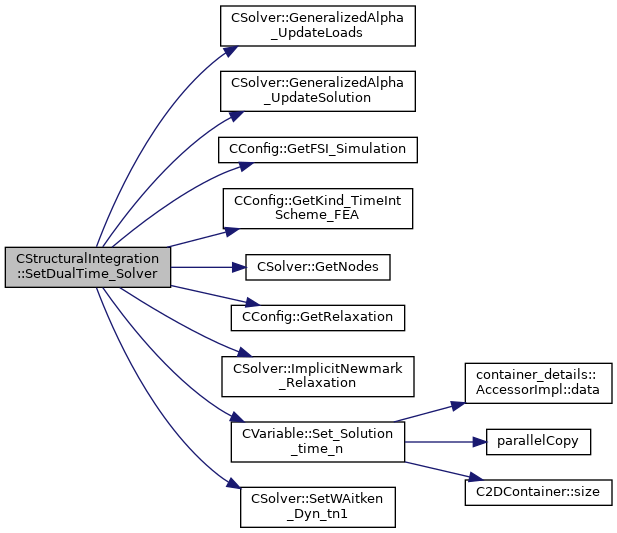 CSolver::GeneralizedAlpha
_UpdateLoads
CSolver::GeneralizedAlpha
_UpdateSolution
CConfig::GetFSI_Simulation
CConfig::GetKind_TimeInt
Scheme_FEA
CStructuralIntegration
::SetDualTime_Solver
CSolver::GetNodes
CConfig::GetRelaxation
CSolver::ImplicitNewmark
_Relaxation
container_details::
AccessorImpl::data
CVariable::Set_Solution
_time_n
parallelCopy
C2DContainer::size
CSolver::SetWAitken
_Dyn_tn1